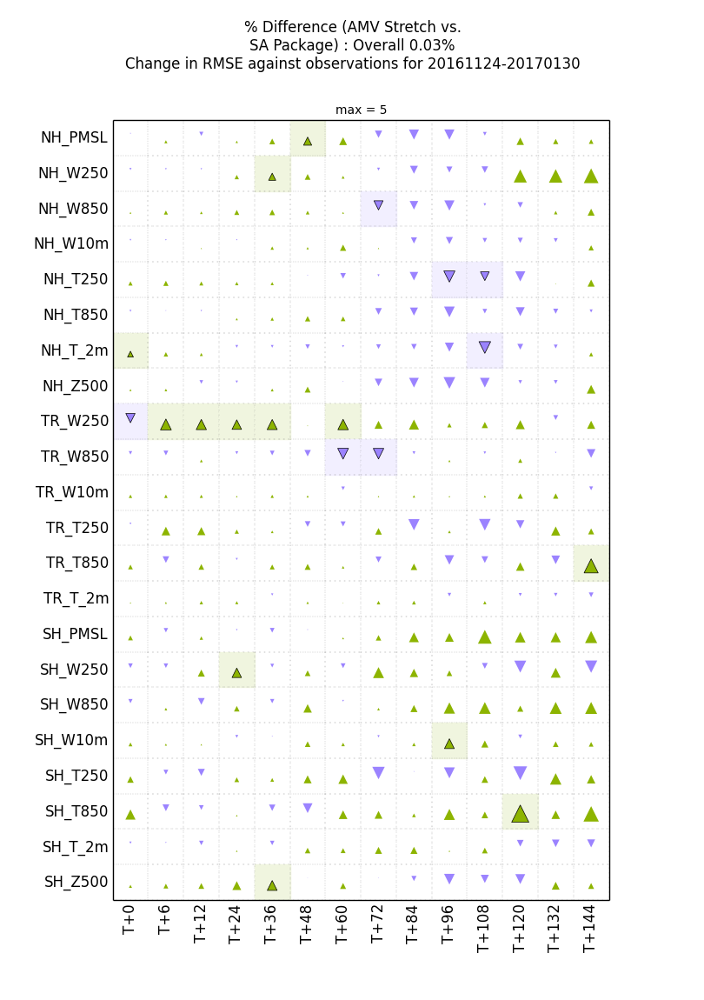 % Difference (AMV Stretch vs.
SA Package) : Overall 0.03%
Change in RMSE against observations for 20161124-20170130
max = 5
NH_PMSL
NH_W250
NH_W850
NH_W10m
NH_T250
NH_T850
NH_T_2m
NH_Z500
TR_W250
TR_W850
TR_W10m
TR_T250
TR_T850
TR_T_2m
SH_PMSL
SH_W250
SH_W850
SH_W10m
SH_T250
SH_T850
SH_T_2m
SH_Z500
T+0
T+6
T+12
T+24
T+36
T+48
T+60
T+72
T+84
T+96
T+108
T+120
T+132
T+144